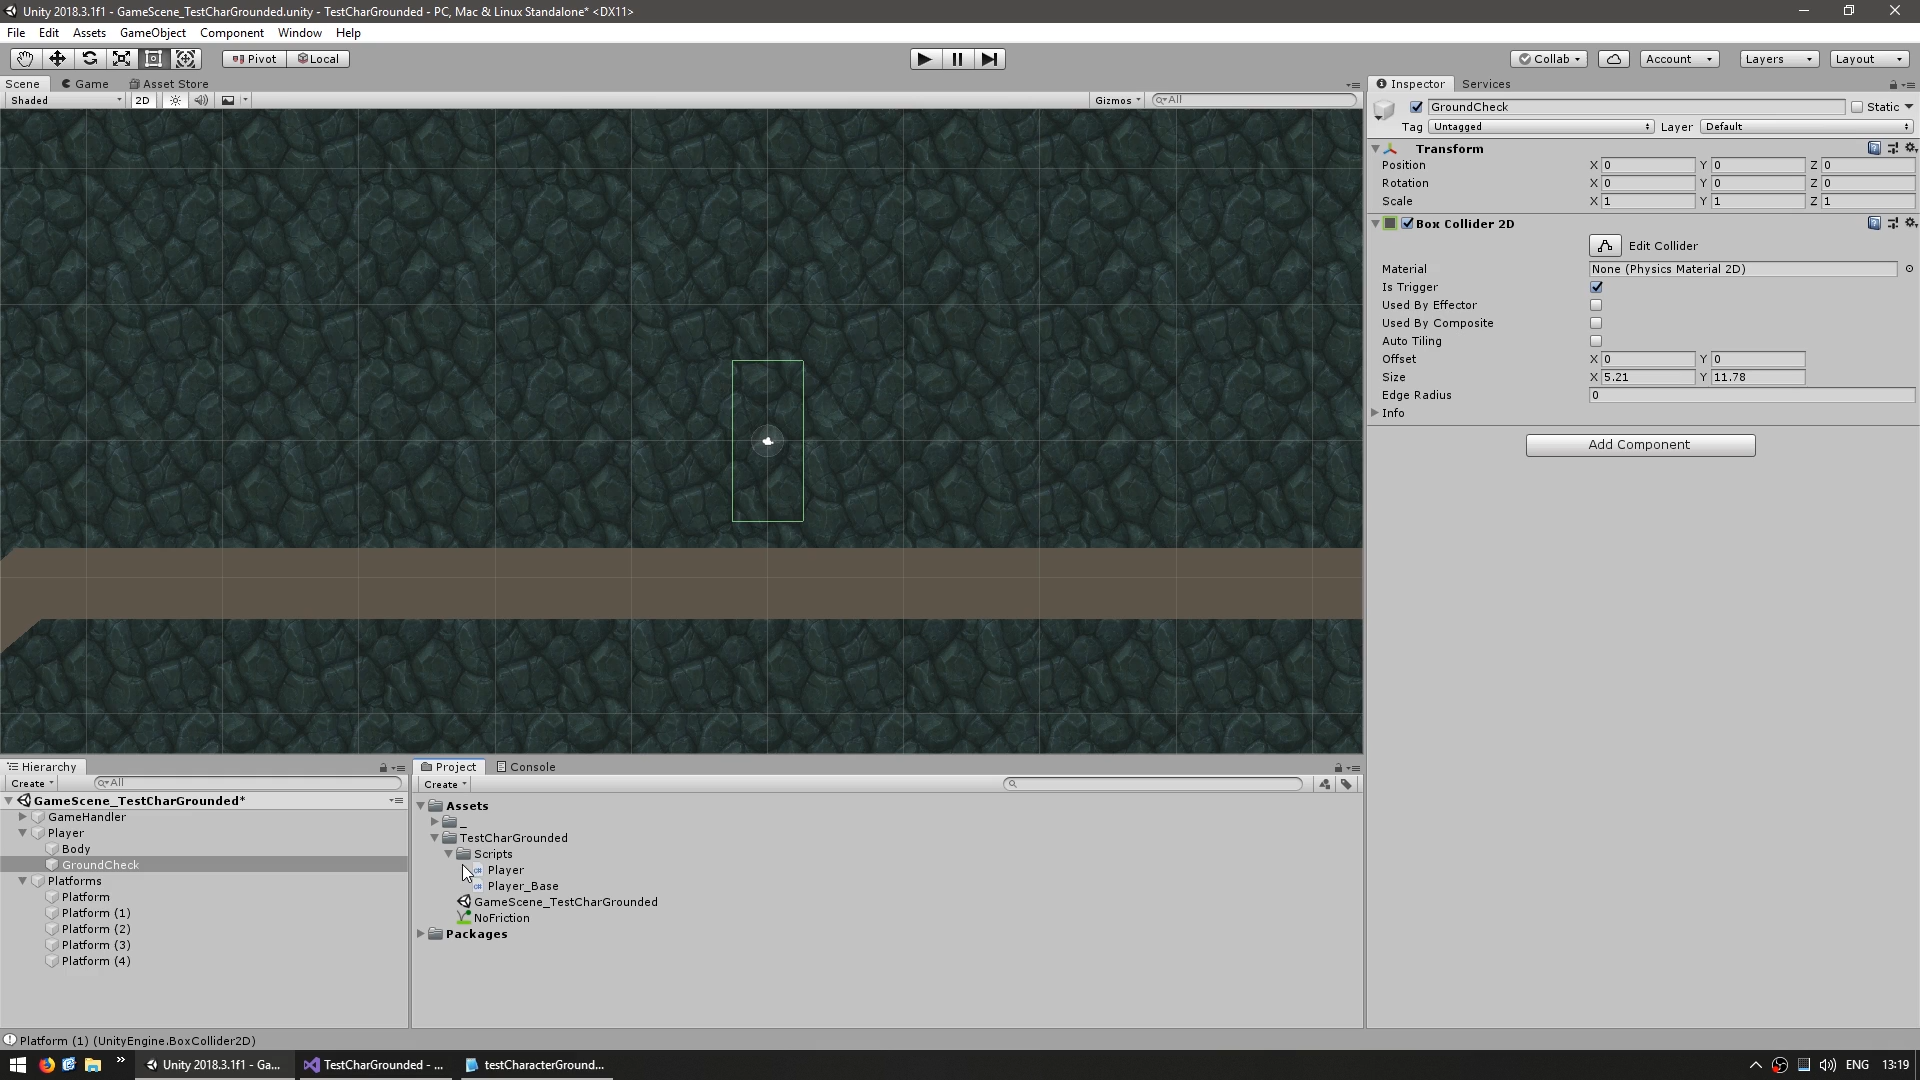 Unity 2018.3.1f1 - GameScene_TestCharGrounded.unity - TestCharGrounded - PC, Mac & Linux Standalone* <DX11>
File Edit Assets GameObject Component Window Help
Pivot Local Collab Account Layers Layout
Scene Game Asset Store Inspector Services
Shaded 2D Gizmos All
GroundCheck Static
Tag Untagged Layer Default
Transform
Position X 0 Y 0 Z 0
Rotation X 0 Y 0 Z 0
Scale X 1 Y 1 Z 1
Box Collider 2D
Edit Collider
Material None (Physics Material 2D)
Is Trigger
Used By Effector
Used By Composite
Auto Tiling
Offset X 0 Y 0
Size X 5.21 Y 11.78
Edge Radius 0
Info
Add Component
Hierarchy
Create All
GameScene_TestCharGrounded*
GameHandler
Player
Body
GroundCheck
Platforms
Platform
Platform (1)
Platform (2)
Platform (3)
Platform (4)
Project Console
Create
Assets
_
TestCharGrounded
Scripts
Player
Player_Base
GameScene_TestCharGrounded
NoFriction
Packages
Platform (1) (UnityEngine.BoxCollider2D)
Unity 2018.3.1f1 - Ga... TestCharGrounded - ... testCharacterGround... ENG 13:19